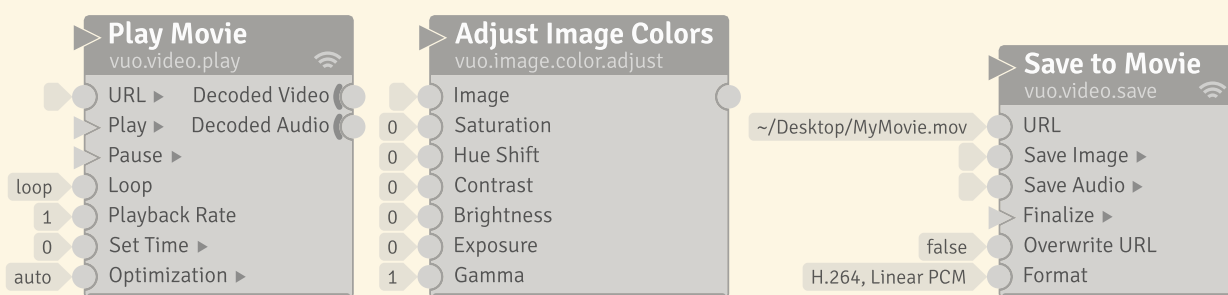 Play Movie
vuo.video.play
URL Decoded Video
Play Decoded Audio
Pause
loop Loop
1 Playback Rate
0 Set Time
auto Optimization
Adjust Image Colors
vuo.image.color.adjust
Image
0 Saturation
0 Hue Shift
0 Contrast
0 Brightness
0 Exposure
1 Gamma
Save to Movie
vuo.video.save
~/Desktop/MyMovie.mov URL
Save Image
Save Audio
Finalize
false Overwrite URL
H.264, Linear PCM Format